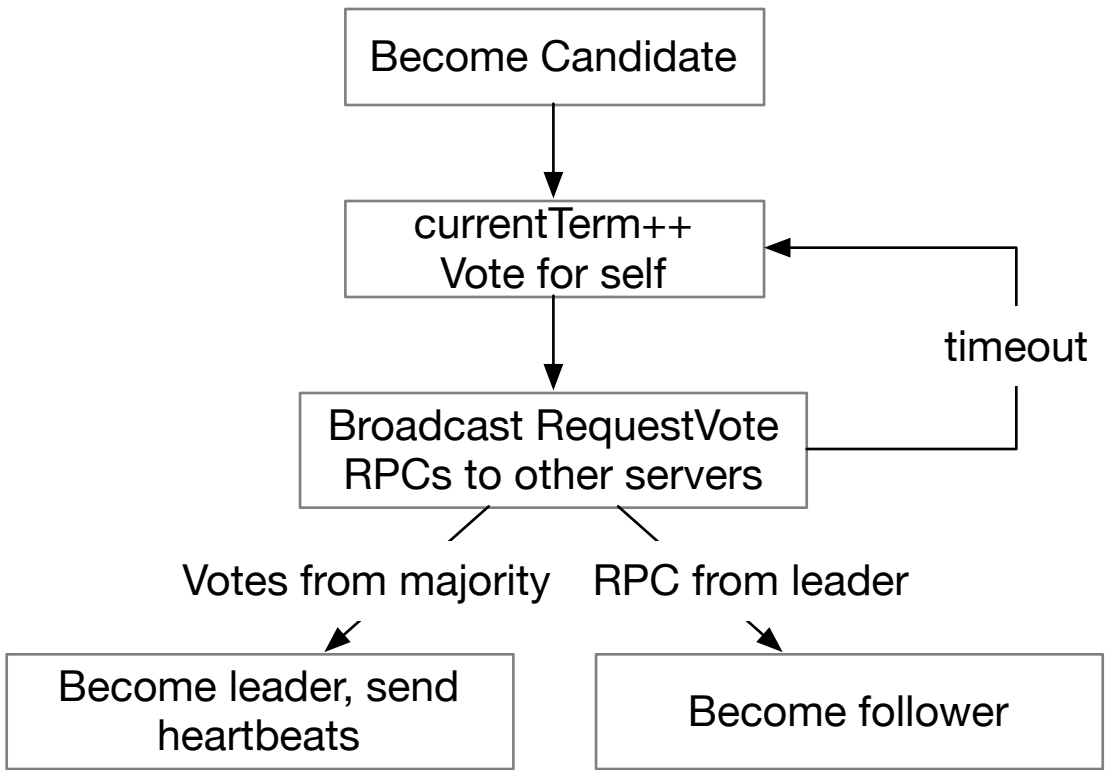 Become Candidate
currentTerm++
Vote for self
timeout
Broadcast RequestVote
RPCs to other servers
Votes from majority
RPC from leader
Become leader, send
heartbeats
Become follower